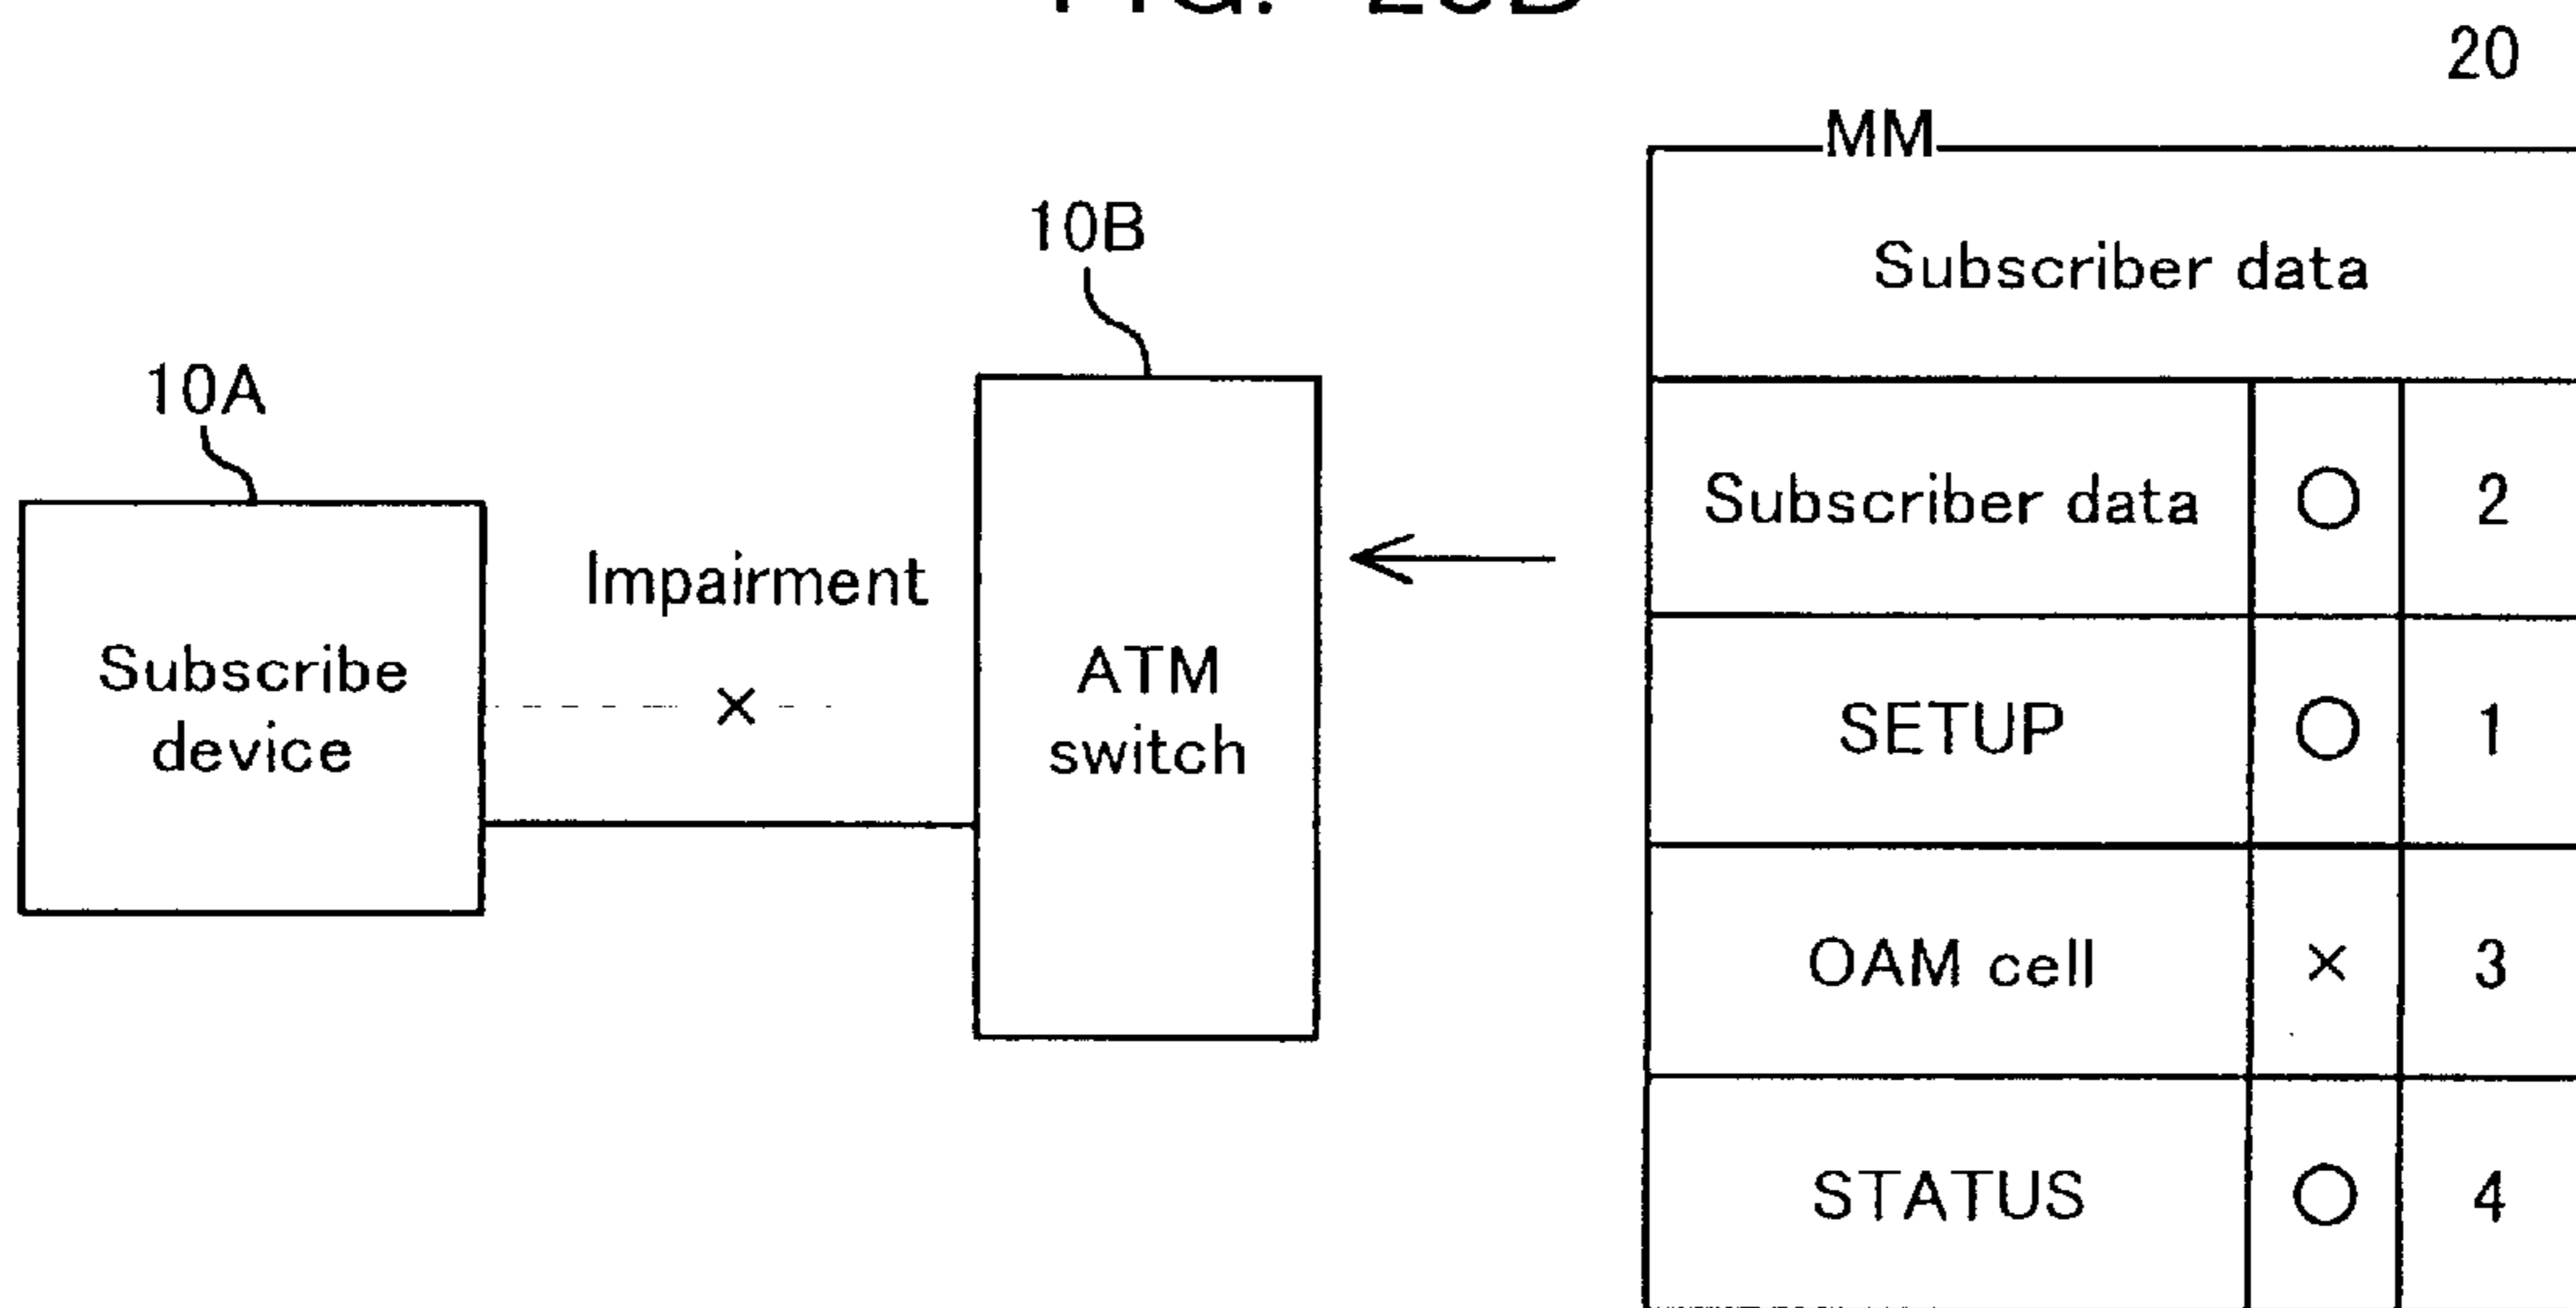 20
MM
Subscriber data
10B
10A
Subscriber data ○ 2
Impairment
Subscribe
device
×
ATM
switch
SETUP ○ 1
OAM cell × 3
STATUS ○ 4